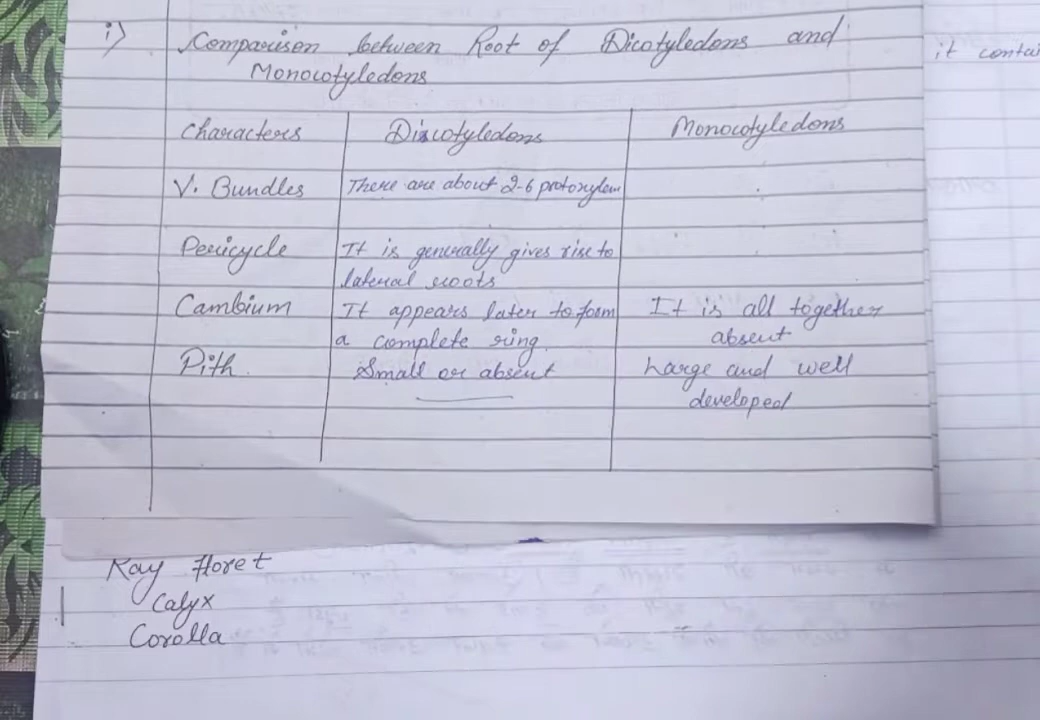 i) Comparison between Root of Dicotyledons and
Monocotyledons
it contai
Characters Dicotyledons Monocotyledons
V. Bundles There are about 2-6 protoxylem
Pericycle It is generally gives rise to
lateral roots
Cambium It appears later to form It is all together
a complete ring. absent
Pith. Small or absent Large and well
developed
Ray floret
Calyx
Corolla